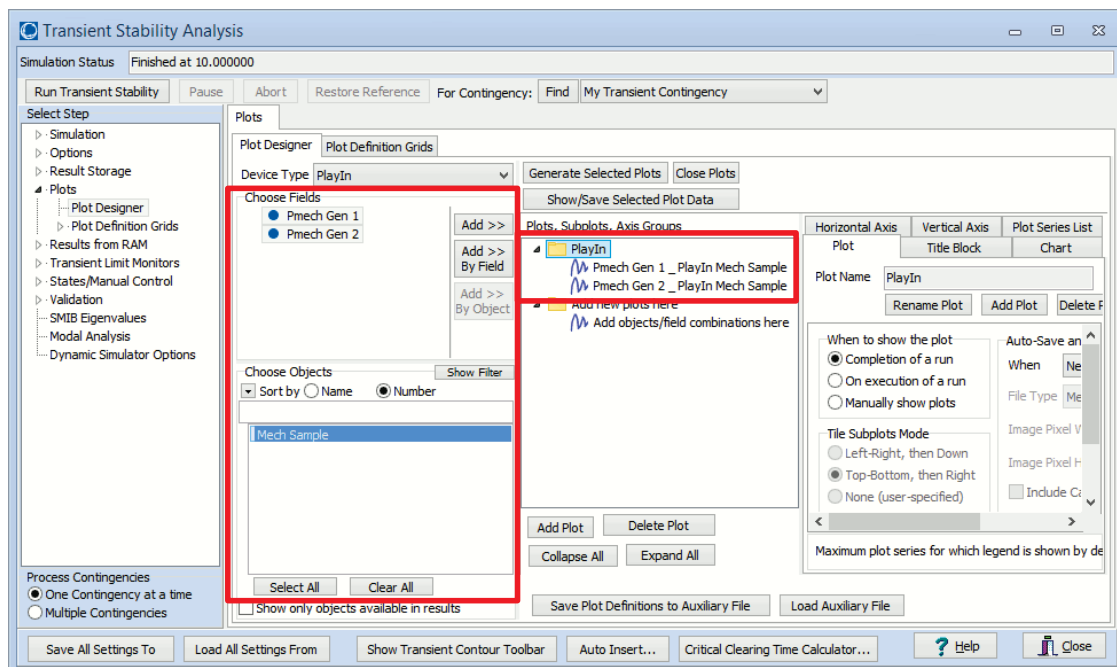 Transient Stability Analysis
Simulation Status Finished at 10.000000
Run Transient Stability Pause Abort Restore Reference For Contingency: Find My Transient Contingency
Select Step
Simulation
Options
Result Storage
Plots
Plot Designer
Plot Definition Grids
Results from RAM
Transient Limit Monitors
States/Manual Control
Validation
SMIB Eigenvalues
Modal Analysis
Dynamic Simulator Options
Process Contingencies
One Contingency at a time
Multiple Contingencies
Plots
Plot Designer Plot Definition Grids
Device Type PlayIn
Choose Fields
Pmech Gen 1
Pmech Gen 2
Add >>
Add >>
By Field
Add >>
By Object
Choose Objects Show Filter
Sort by Name Number
Mech Sample
Select All Clear All
Show only objects available in results
Generate Selected Plots Close Plots
Show/Save Selected Plot Data
Plots, Subplots, Axis Groups
PlayIn
Pmech Gen 1 _ PlayIn Mech Sample
Pmech Gen 2 _ PlayIn Mech Sample
Add new plots here
Add objects/field combinations here
Add Plot Delete Plot
Collapse All Expand All
Save Plot Definitions to Auxiliary File Load Auxiliary File
Horizontal Axis Vertical Axis Plot Series List
Plot Title Block Chart
Plot Name PlayIn
Rename Plot Add Plot Delete
When to show the plot
Completion of a run
On execution of a run
Manually show plots
Tile Subplots Mode
Left-Right, then Down
Top-Bottom, then Right
None (user-specified)
Auto-Save an
When Ne
File Type Me
Image Pixel
Image Pixel
Include Ca
Maximum plot series for which legend is shown by de
Save All Settings To Load All Settings From Show Transient Contour Toolbar Auto Insert... Critical Clearing Time Calculator... Help Close